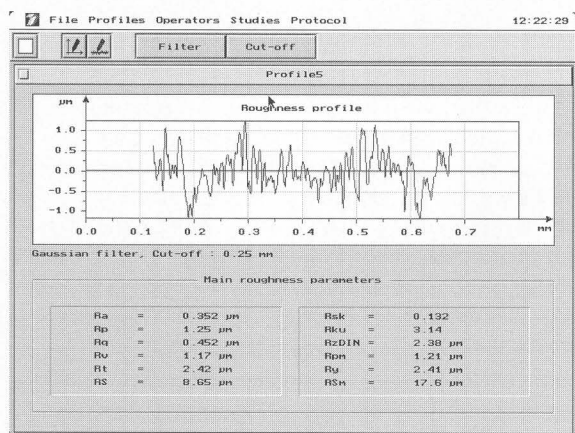 File Profiles Operators Studies Protocol 12:22:29
Filter Cut-off
Profile5
µm Roughness profile
1.0
0.5
0.0
-0.5
-1.0
0.0 0.1 0.2 0.3 0.4 0.5 0.6 0.7 mm
Gaussian filter, Cut-off : 0.25 mm
Main roughness parameters
Ra = 0.352 µm Rsk = 0.132
Rp = 1.25 µm Rku = 3.14
Rq = 0.452 µm RzDIN = 2.38 µm
Rv = 1.17 µm Rpm = 1.21 µm
Rt = 2.42 µm Ry = 2.41 µm
RS = 8.65 µm RSm = 17.6 µm